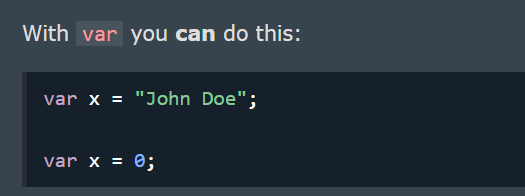 With var you can do this:
var x = "John Doe";
var x = 0;